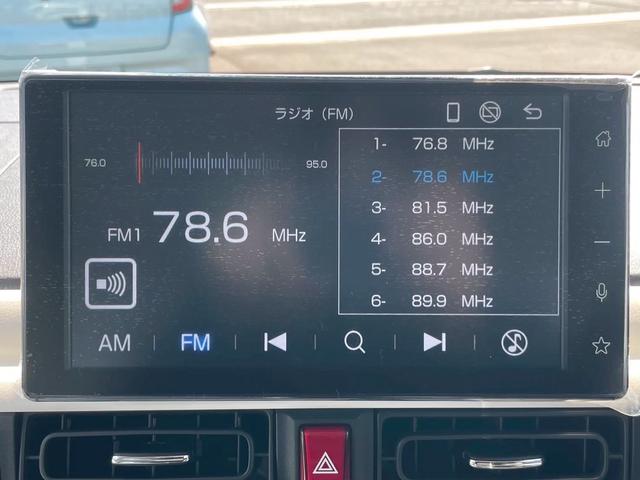 ラジオ（FM）
76.0
95.0
FM1 78.6 MHz
1- 76.8 MHz
2- 78.6 MHz
3- 81.5 MHz
4- 86.0 MHz
5- 88.7 MHz
6- 89.9 MHz
AM | FM